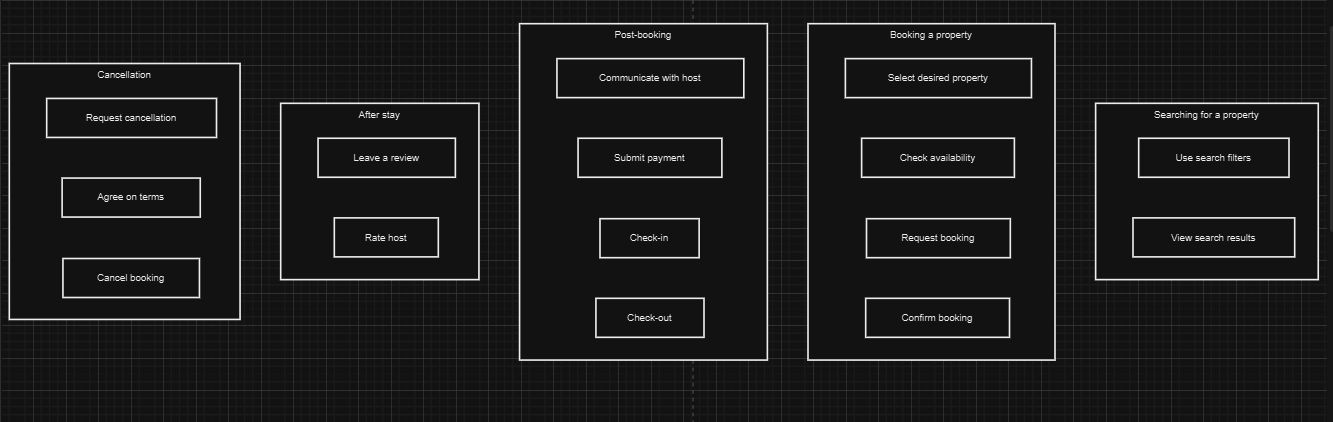 Cancellation
Request cancellation
Agree on terms
Cancel booking
After stay
Leave a review
Rate host
Post-booking
Communicate with host
Submit payment
Check-in
Check-out
Booking a property
Select desired property
Check availability
Request booking
Confirm booking
Searching for a property
Use search filters
View search results